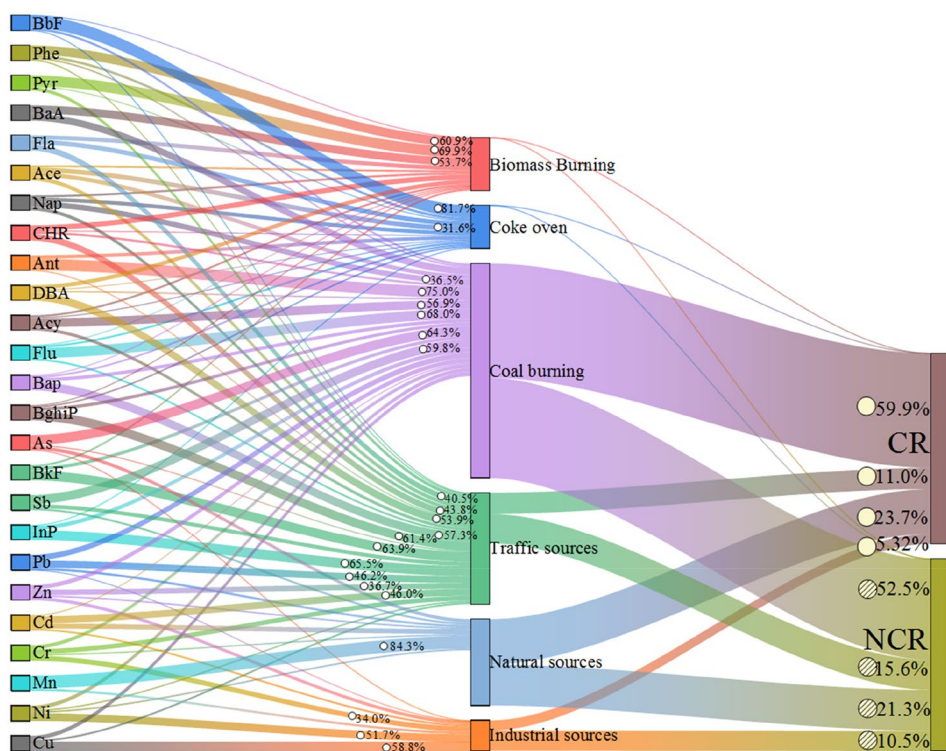 BbF
Phe
Pyr
BaA
Fla
Ace
Nap
CHR
Ant
DBA
Acy
Flu
Bap
BghiP
As
BkF
Sb
InP
Pb
Zn
Cd
Cr
Mn
Ni
Cu
60.9%
69.9%
53.7%
Biomass Burning
81.7%
31.6%
Coke oven
36.5%
75.0%
56.9%
68.0%
64.3%
59.8%
Coal burning
40.5%
43.8%
53.9%
57.3%
61.4%
63.9%
65.5%
46.2%
36.7%
46.0%
Traffic sources
84.3%
Natural sources
34.0%
51.7%
58.8%
Industrial sources
59.9%
CR
11.0%
23.7%
5.32%
52.5%
NCR
15.6%
21.3%
10.5%